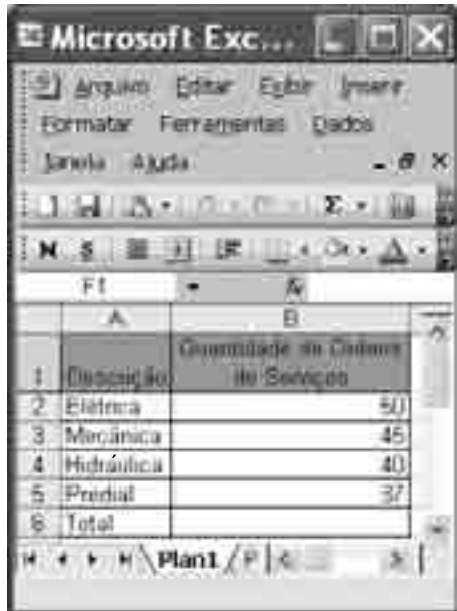 Microsoft Exc...
Arquivo Editar Exibir Inserir
Formatar Ferramentas Dados
Janela Ajuda
N S
F1 fx
A B
1 Descrição Quantidade de Ordens de Serviços
2 Elétrica 50
3 Mecânica 45
4 Hidráulica 40
5 Predial 37
6 Total
Plan1 / P